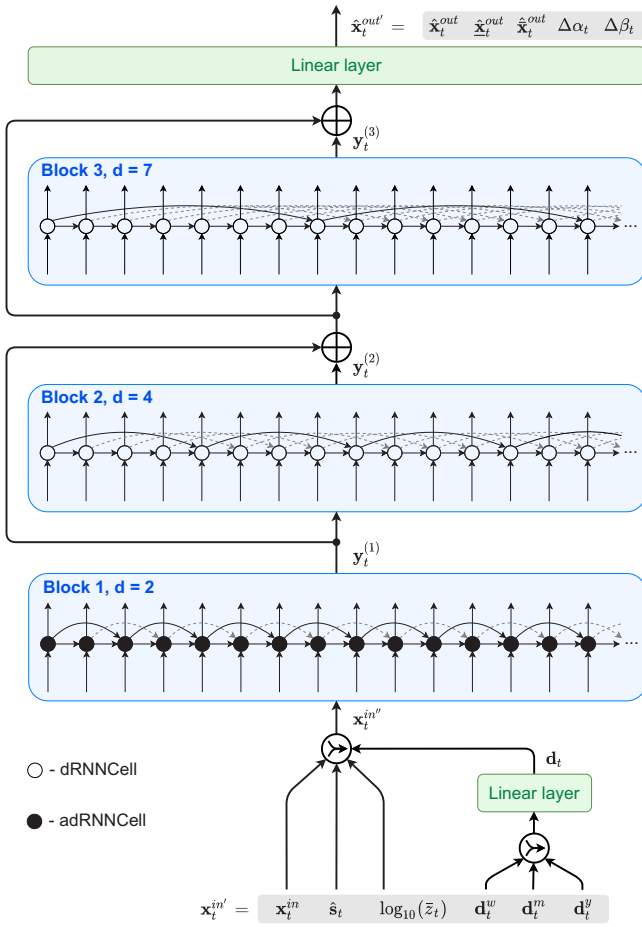 x̂_t^{out'} = x̂_t^{out} x̲̂_t^{out} x̄̂_t^{out} Δα_t Δβ_t
Linear layer
y_t^{(3)}
Block 3, d = 7
...
y_t^{(2)}
Block 2, d = 4
...
y_t^{(1)}
Block 1, d = 2
...
x_t^{in''}
d_t
- dRNNCell
Linear layer
- adRNNCell
x_t^{in'} = x_t^{in} ŝ_t log_{10}(z̄_t) d_t^w d_t^m d_t^y